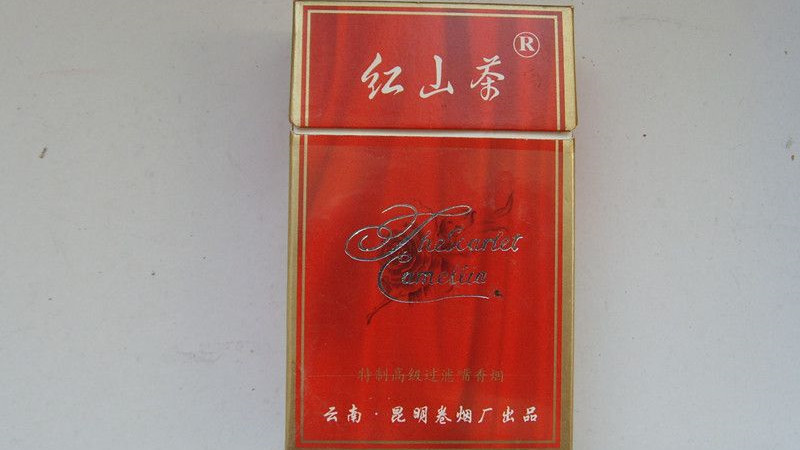 红山茶®
The Scarlet
Camellia
特制高级过滤嘴香烟
云南·昆明卷烟厂出品